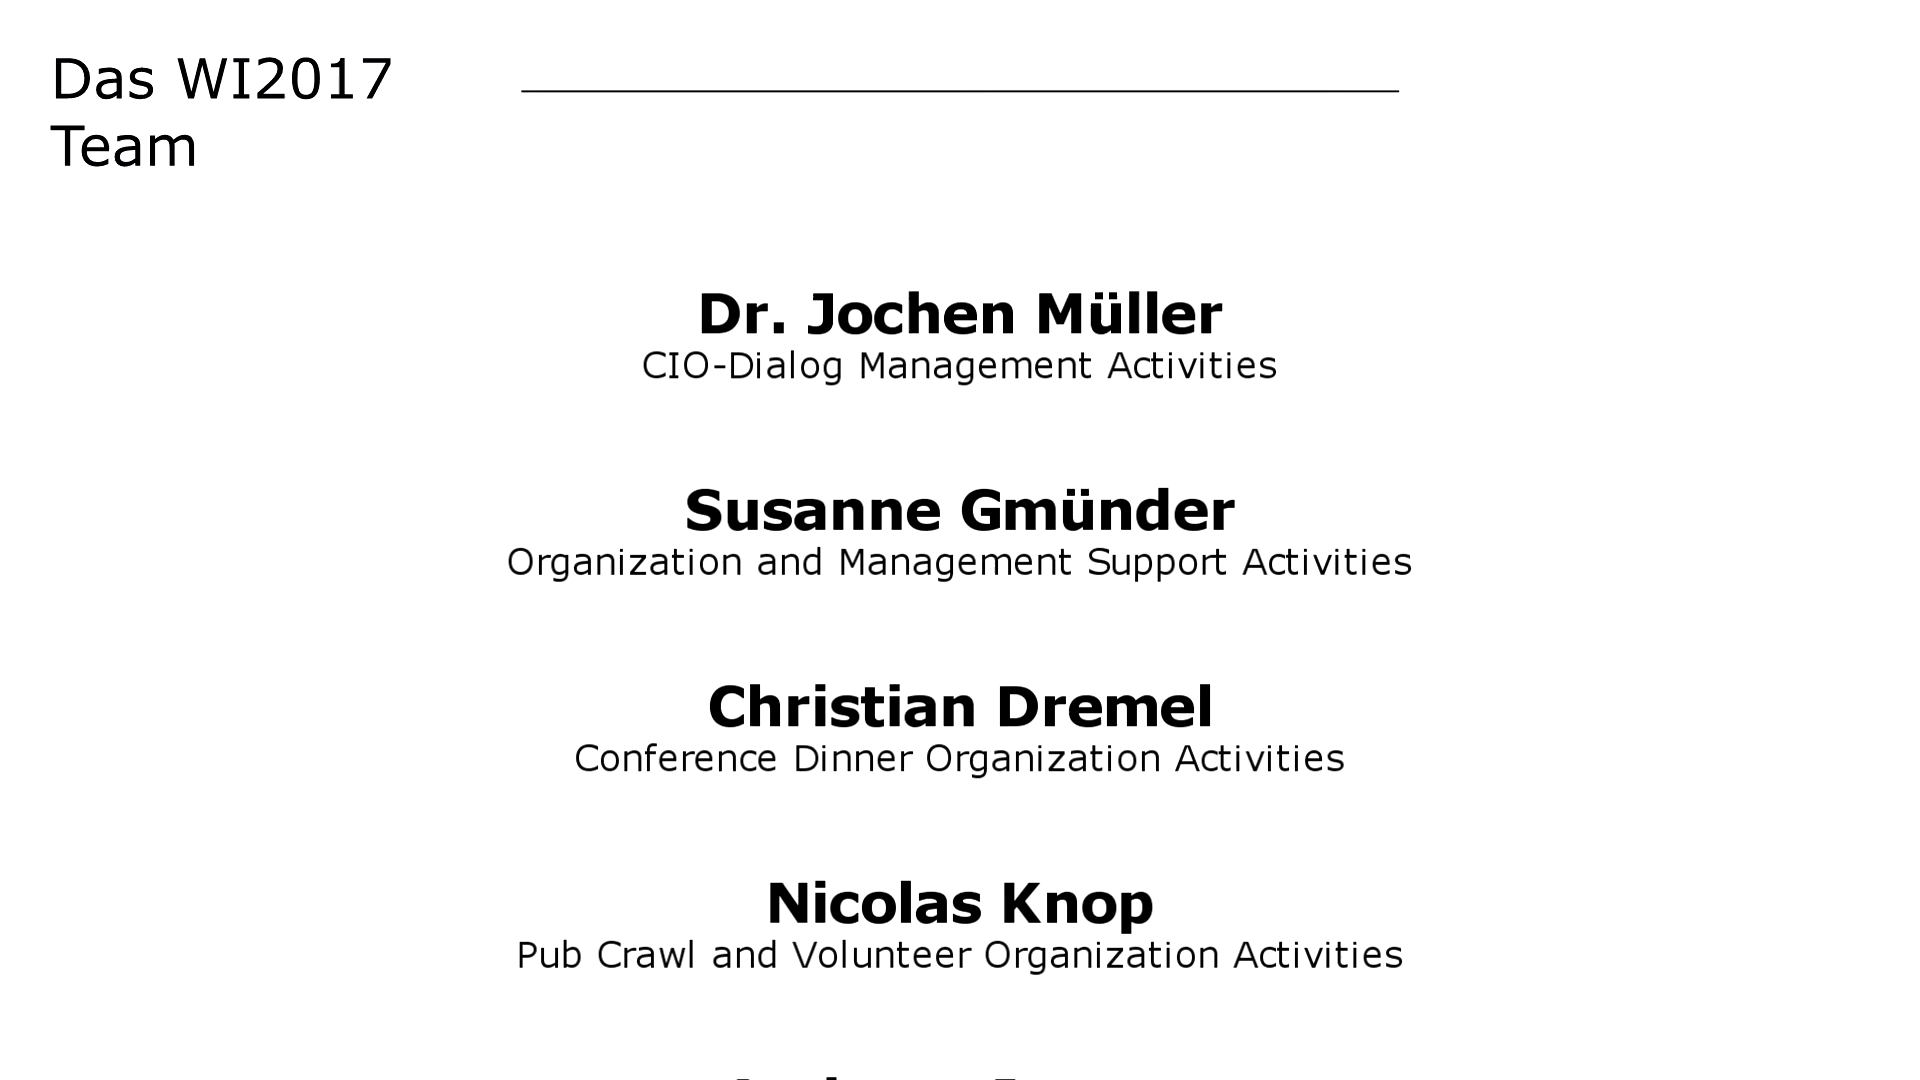 Das WI2017
Team
Dr. Jochen Müller
CIO-Dialog Management Activities
Susanne Gmünder
Organization and Management Support Activities
Christian Dremel
Conference Dinner Organization Activities
Nicolas Knop
Pub Crawl and Volunteer Organization Activities